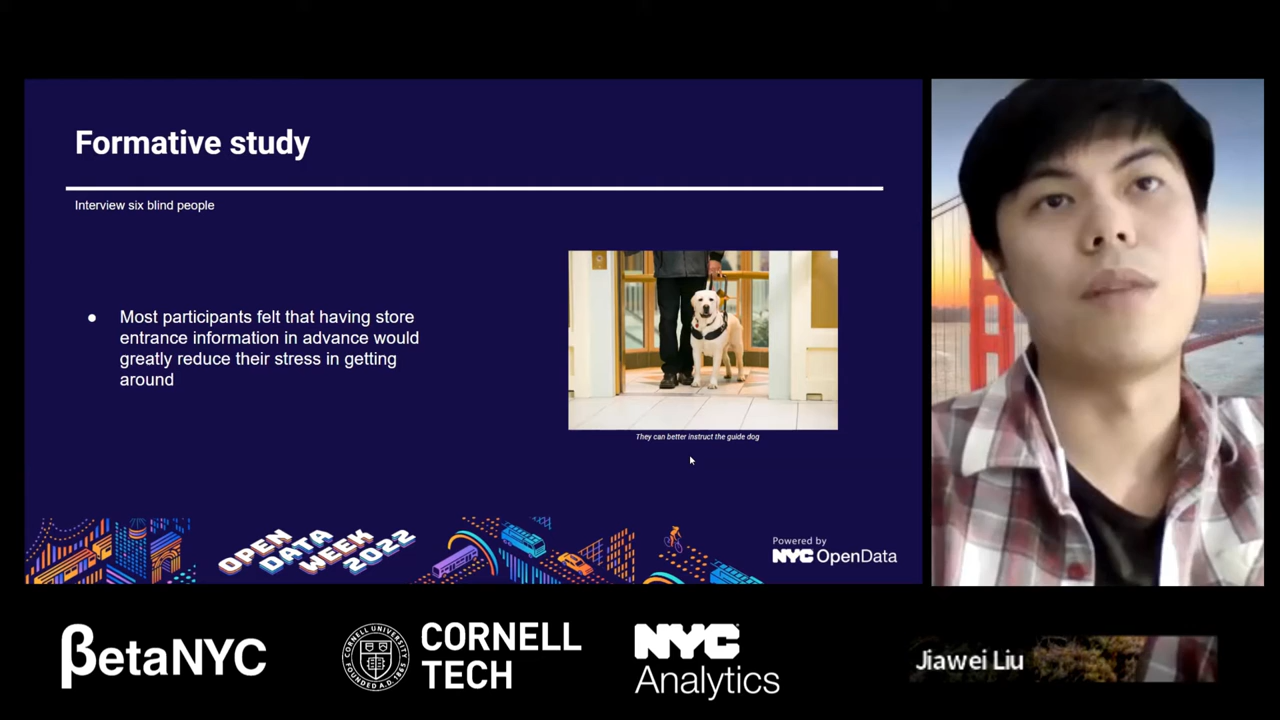 Formative study
Interview six blind people
● Most participants felt that having store
entrance information in advance would
greatly reduce their stress in getting
around
They can better instruct the guide dog
OPEN
DATA
WEEK
2022
Powered by
NYC OpenData
βetaNYC
CORNELL
TECH
NYC
Analytics
Jiawei Liu